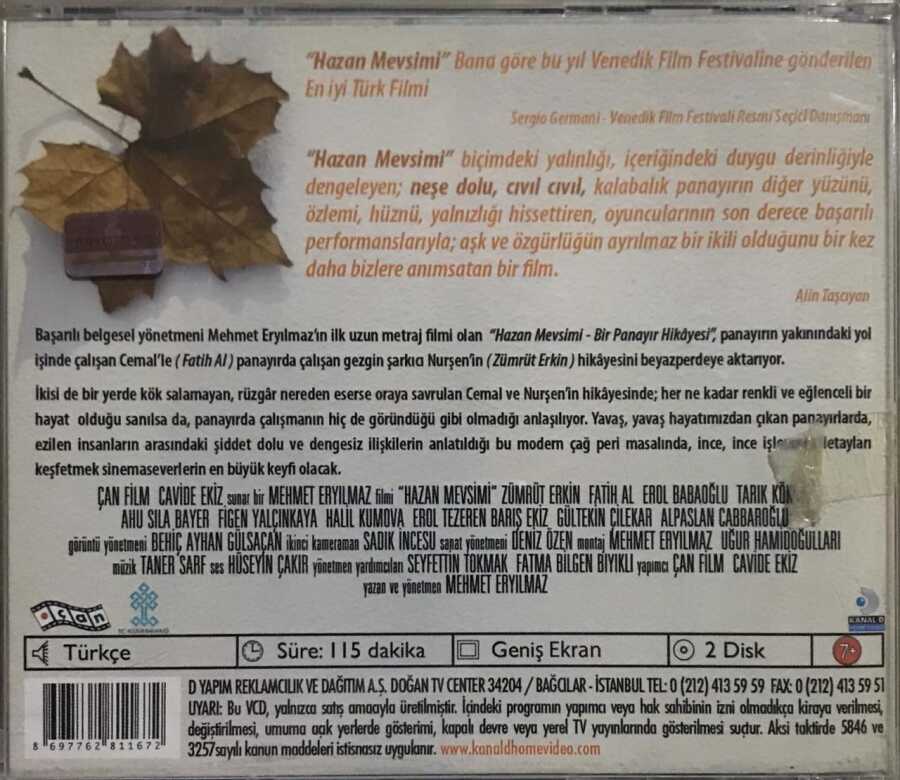 "Hazan Mevsimi" Bana göre bu yıl Venedik Film Festivaline gönderilen
En iyi Türk Filmi
Sergio Germani - Venedik Film Festivali Resmi Seçici Danışmanı
"Hazan Mevsimi" biçimdeki yalınlığı, içeriğindeki duygu derinliğiyle
dengeleyen; neşe dolu, cıvıl cıvıl, kalabalık panayırın diğer yüzünü,
özlemi, hüznü, yalnızlığı hissettiren, oyuncularının son derece başarılı
performanslarıyla; aşk ve özgürlüğün ayrılmaz bir ikili olduğunu bir kez
daha bizlere anımsatan bir film.
Alin Taşcıyan
Başarılı belgesel yönetmeni Mehmet Eryılmaz'ın ilk uzun metraj filmi olan "Hazan Mevsimi - Bir Panayır Hikâyesi", panayırın yakınındaki yol
işinde çalışan Cemal'le ( Fatih Al ) panayırda çalışan gezgin şarkıcı Nurşen'in ( Zümrüt Erkin ) hikâyesini beyazperdeye aktarıyor.
İkisi de bir yerde kök salamayan, rüzgâr nereden eserse oraya savrulan Cemal ve Nurşen'in hikâyesinde; her ne kadar renkli ve eğlenceli bir
hayat olduğu sanılsa da, panayırda çalışmanın hiç de göründüğü gibi olmadığı anlaşılıyor. Yavaş, yavaş hayatımızdan çıkan panayırlarda,
ezilen insanların arasındaki şiddet dolu ve dengesiz ilişkilerin anlatıldığı bu modern çağ peri masalında, ince, ince
keşfetmek sinemaseverlerin en büyük keyfi olacak.
ÇAN FİLM CAVİDE EKİZ sunar bir MEHMET ERYILMAZ filmi "HAZAN MEVSİMİ" ZÜMRÜT ERKİN FATİH AL EROL BABAOĞLU TARIK
AHU SILA BAYER FİGEN YALÇINKAYA HALİL KUMOVA EROL TEZEREN BARIŞ EKİZ GÜLTEKİN ÇİLEKAR ALPASLAN CABBAROĞLU
görüntü yönetmeni BEHİÇ AYHAN GÜLSAÇAN ikinci kameraman SADIK İNCESU sanat yönetmeni DENİZ ÖZEN montaj MEHMET ERYILMAZ UĞUR HAMİDOĞULLARI
müzik TANER SARF ses HÜSEYİN ÇAKIR yönetmen yardımcıları SEYFETTİN TOKMAK FATMA BİLGEN BIYIKLI yapımcı ÇAN FİLM CAVİDE EKİZ
yazan ve yönetmen MEHMET ERYILMAZ
çan
KANAL D
Türkçe
Süre: 115 dakika
Geniş Ekran
2 Disk
7+
D YAPIM REKLAMCILIK VE DAĞITIM A.Ş. DOĞAN TV CENTER 34204 / BAĞCILAR - İSTANBUL TEL: 0 (212) 413 59 59 FAX: 0 (212) 413 59 51
UYARI: Bu VCD, yalnızca satış amacıyla üretilmiştir. İçindeki programın yapımcı veya hak sahibinin izni olmadıkça kiraya verilmesi,
değiştirilmesi, umuma açık yerlerde gösterimi, kapalı devre veya yerel TV yayınlarında gösterilmesi suçtur. Aksi taktirde 5846 ve
3257 sayılı kanun maddeleri istisnasız uygulanır. www.kanaldhomevideo.com
8 697762 811672